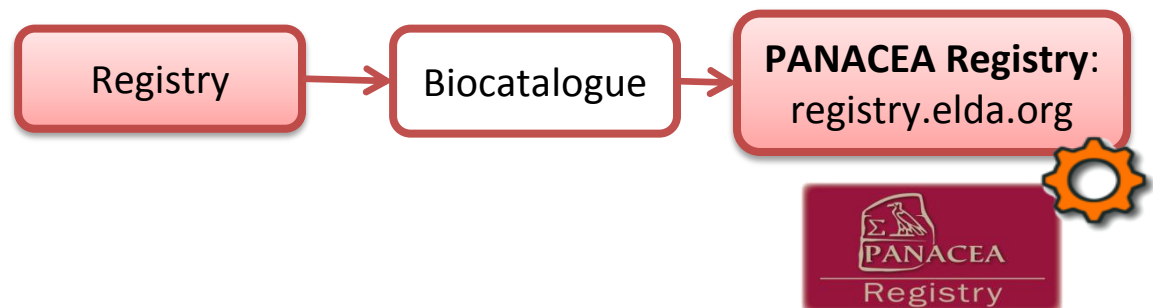 Registry
Biocatalogue
PANACEA Registry:
registry.elda.org
Σ
PANACEA
Registry